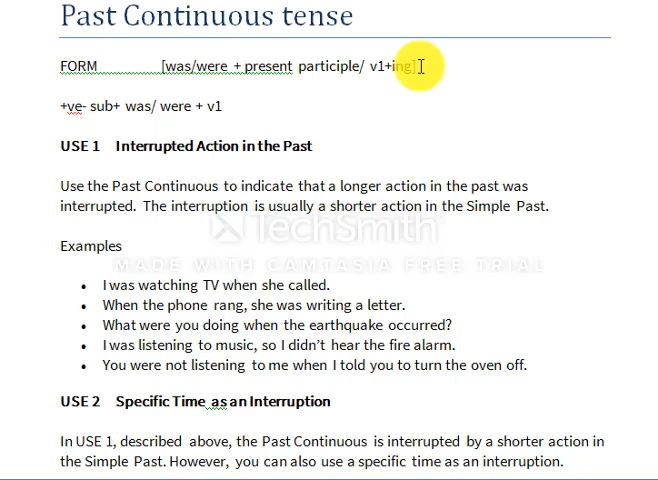 Past Continuous tense
FORM [was/were + present participle/ v1+ing]
+ve- sub+ was/ were + v1
USE 1 Interrupted Action in the Past
Use the Past Continuous to indicate that a longer action in the past was
interrupted. The interruption is usually a shorter action in the Simple Past.
TechSmith
MADE WITH CAMTASIA FREE TRIAL
Examples
• I was watching TV when she called.
• When the phone rang, she was writing a letter.
• What were you doing when the earthquake occurred?
• I was listening to music, so I didn’t hear the fire alarm.
• You were not listening to me when I told you to turn the oven off.
USE 2 Specific Time as an Interruption
In USE 1, described above, the Past Continuous is interrupted by a shorter action in
the Simple Past. However, you can also use a specific time as an interruption.